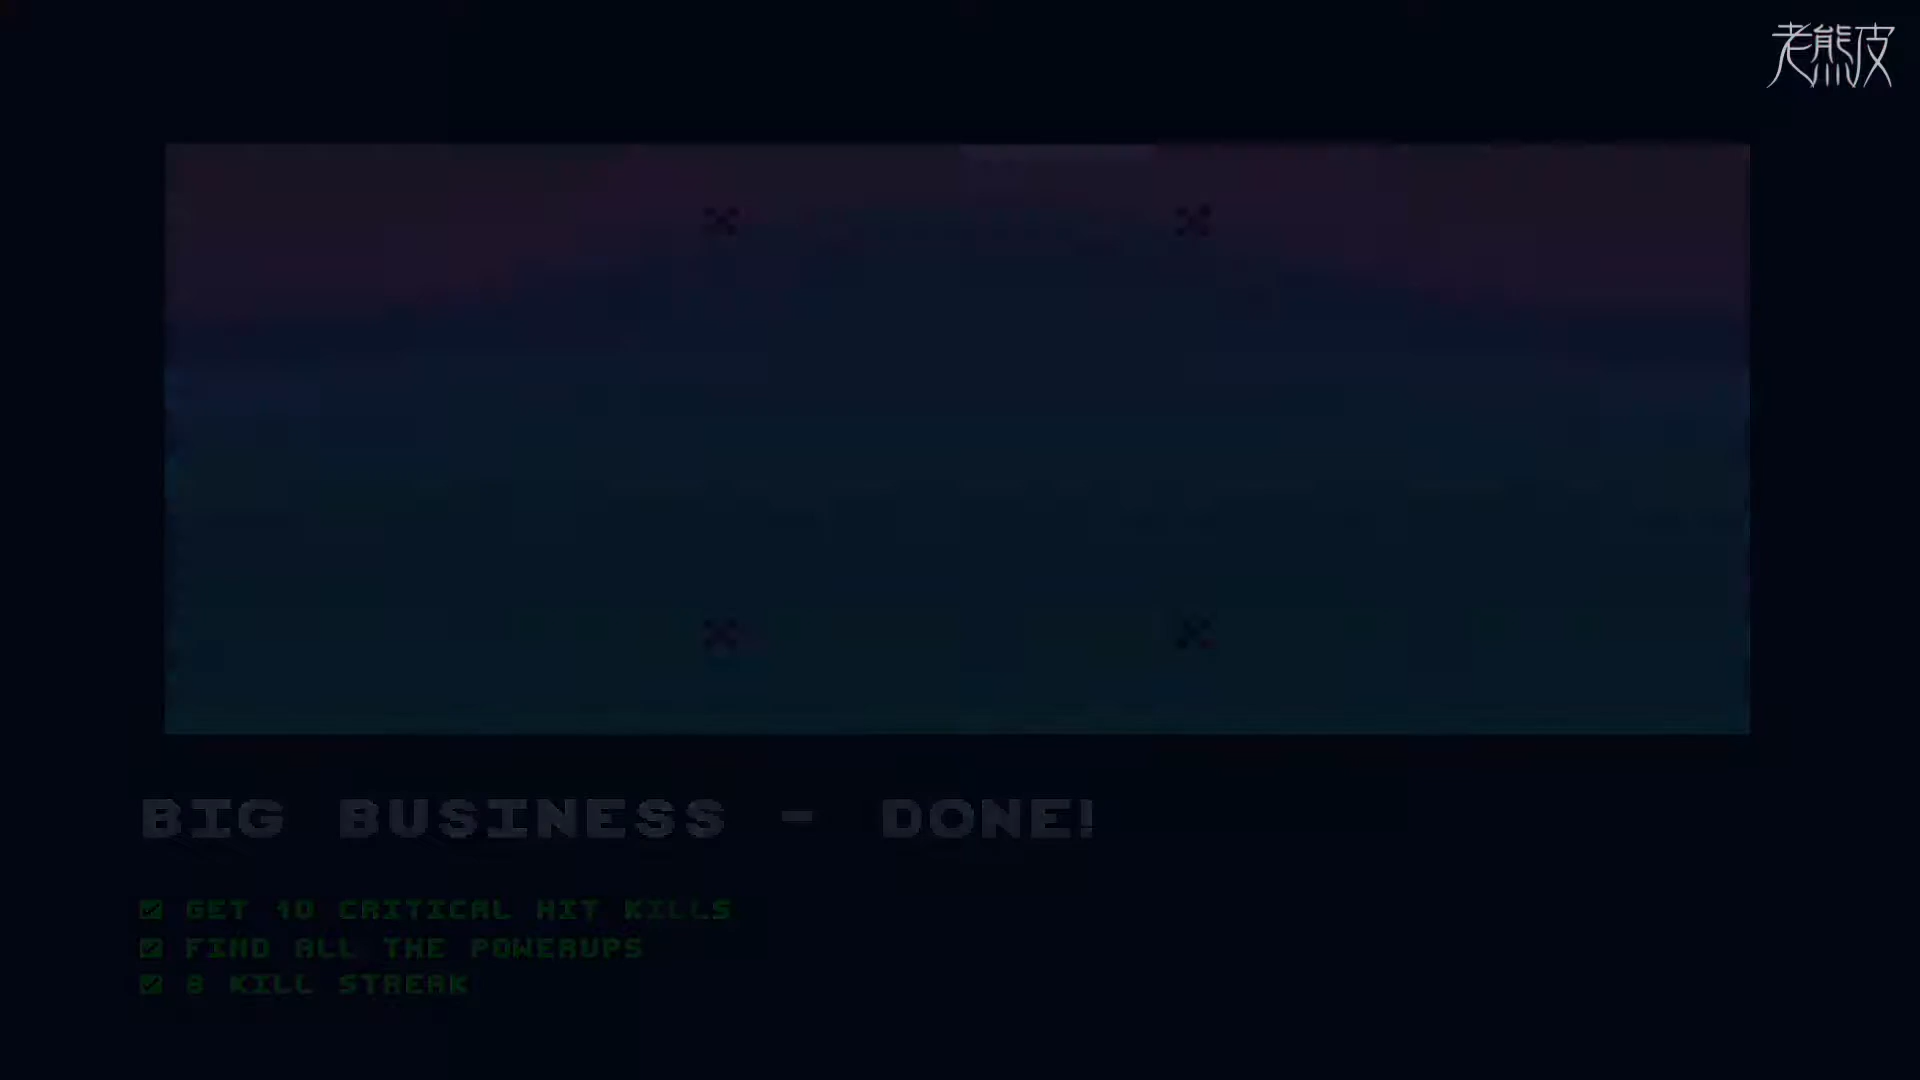 老熊皮
BIG BUSINESS - DONE!
GET 10 CRITICAL HIT KILLS
FIND ALL THE POWERUPS
8 KILL STREAK